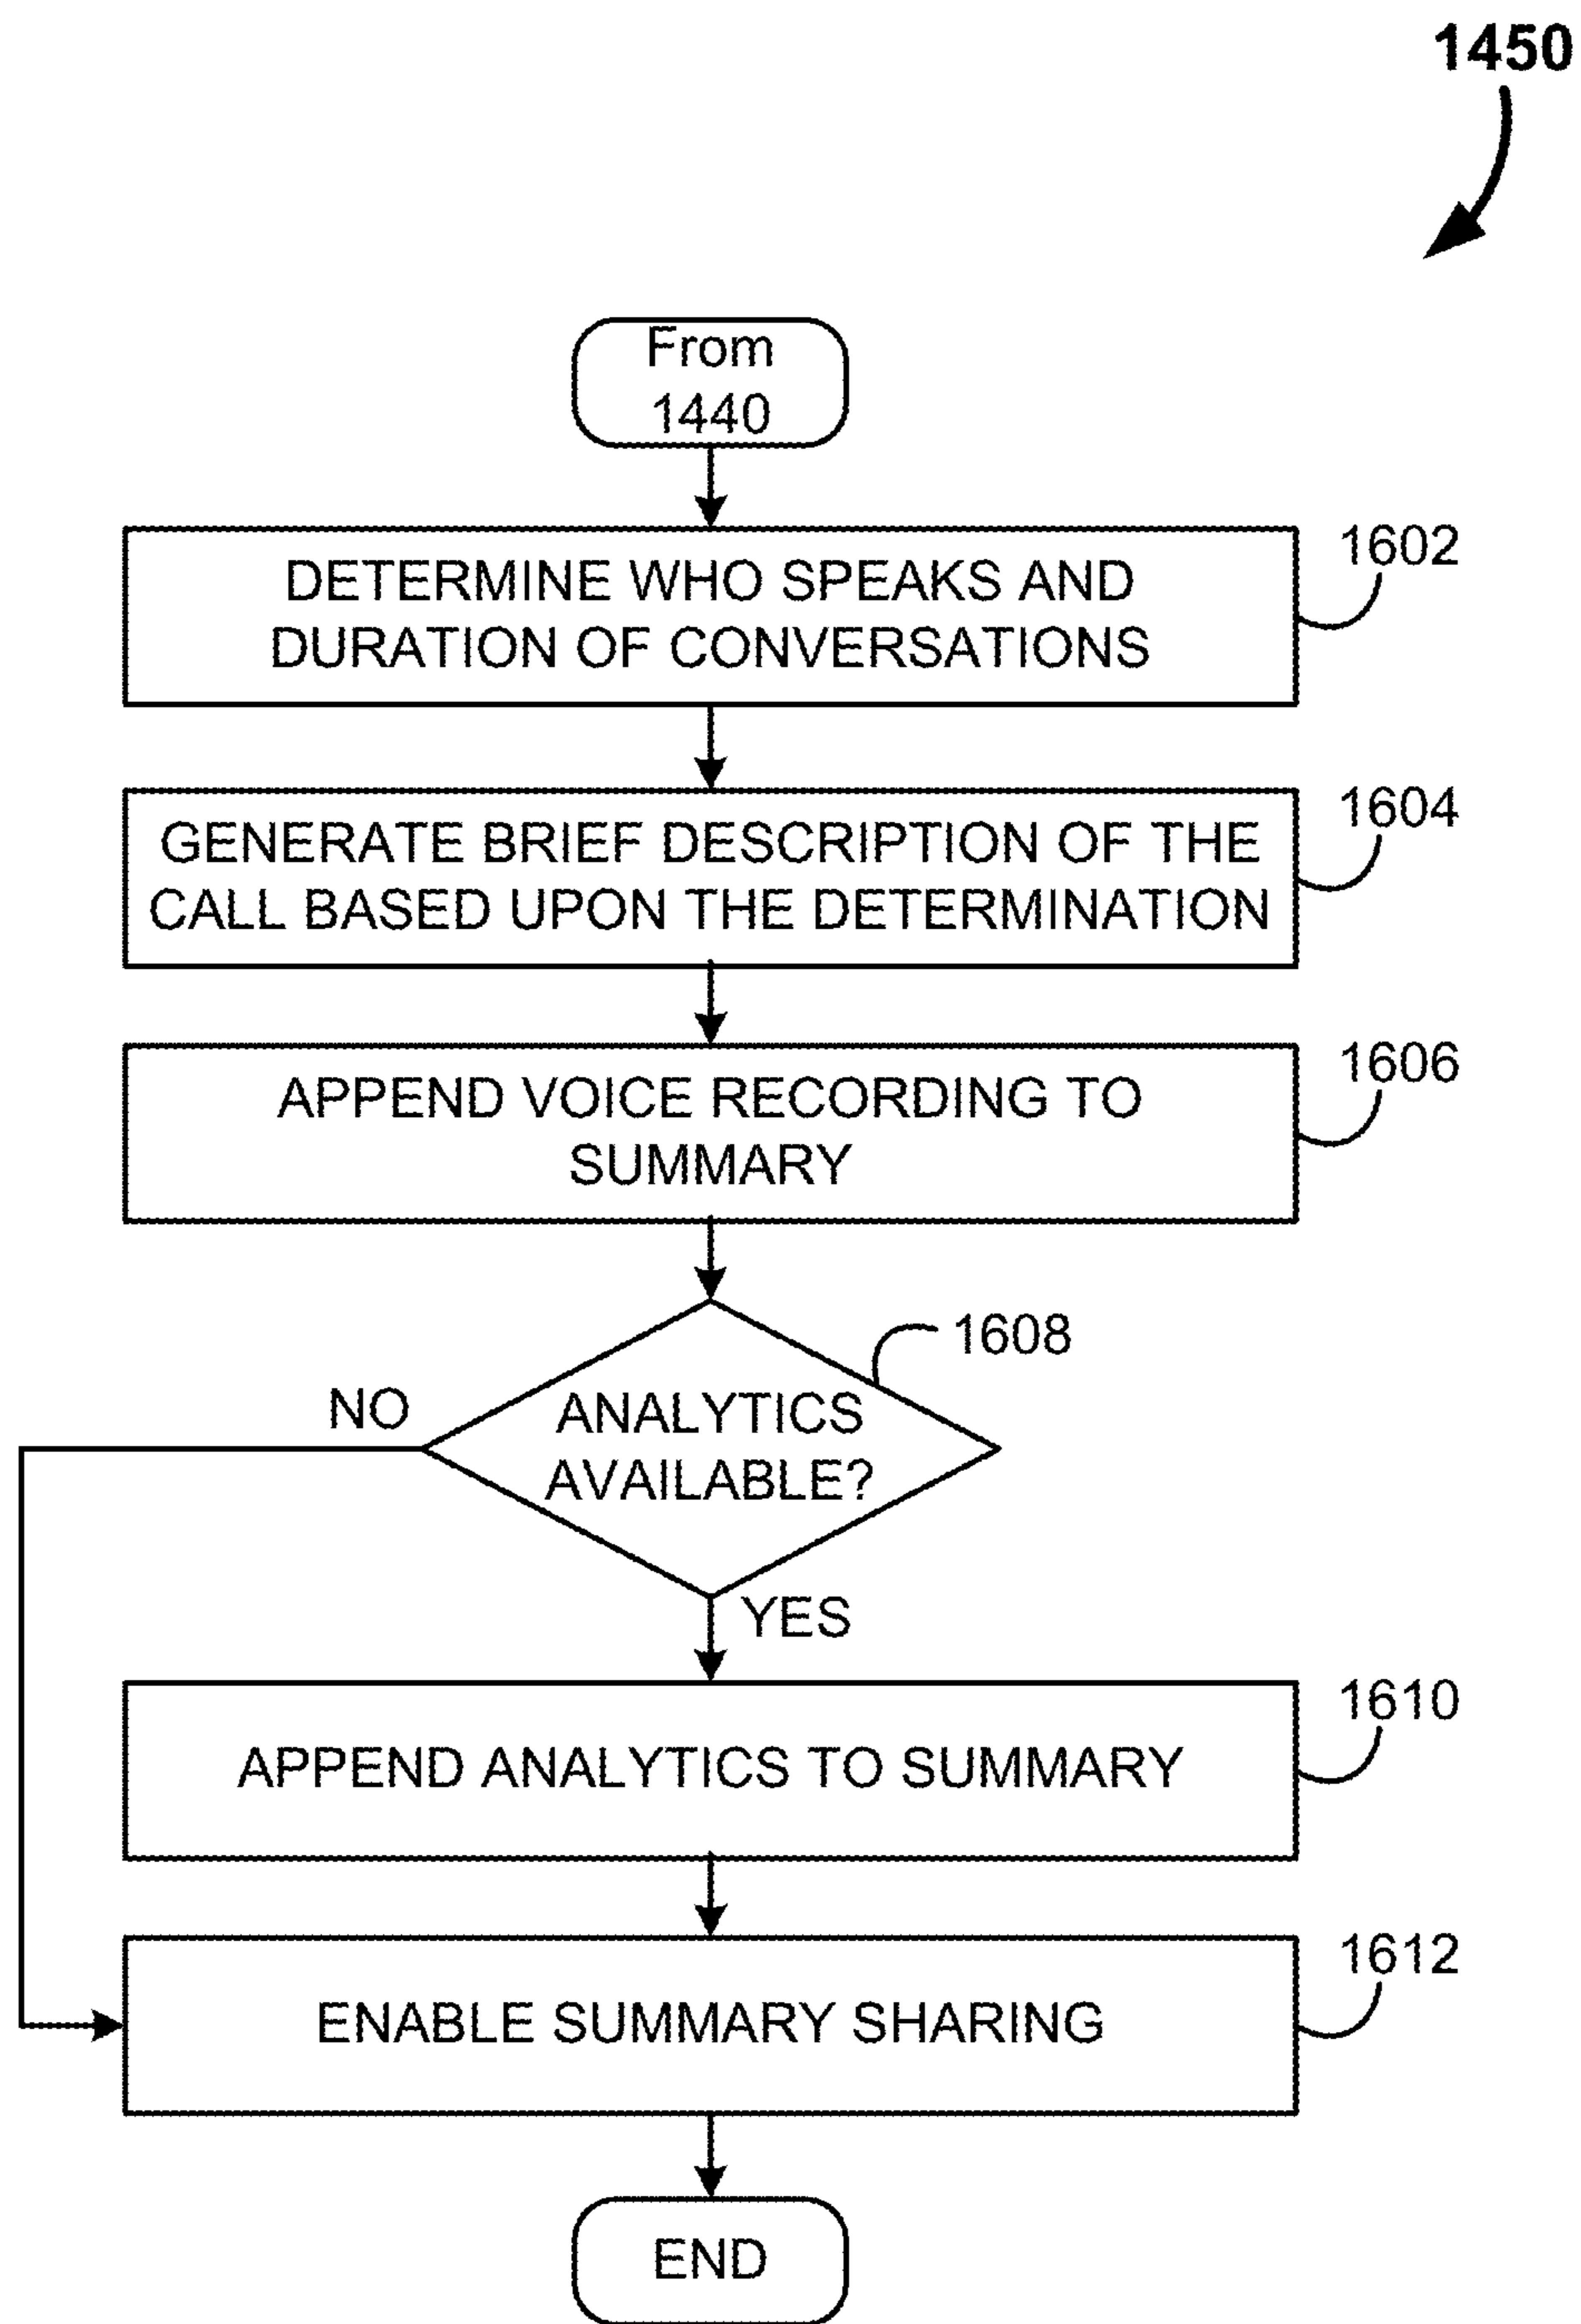 1450
From
1440
DETERMINE WHO SPEAKS AND
DURATION OF CONVERSATIONS
1602
GENERATE BRIEF DESCRIPTION OF THE
CALL BASED UPON THE DETERMINATION
1604
APPEND VOICE RECORDING TO
SUMMARY
1606
1608
NO
ANALYTICS
AVAILABLE?
YES
1610
APPEND ANALYTICS TO SUMMARY
1612
ENABLE SUMMARY SHARING
END